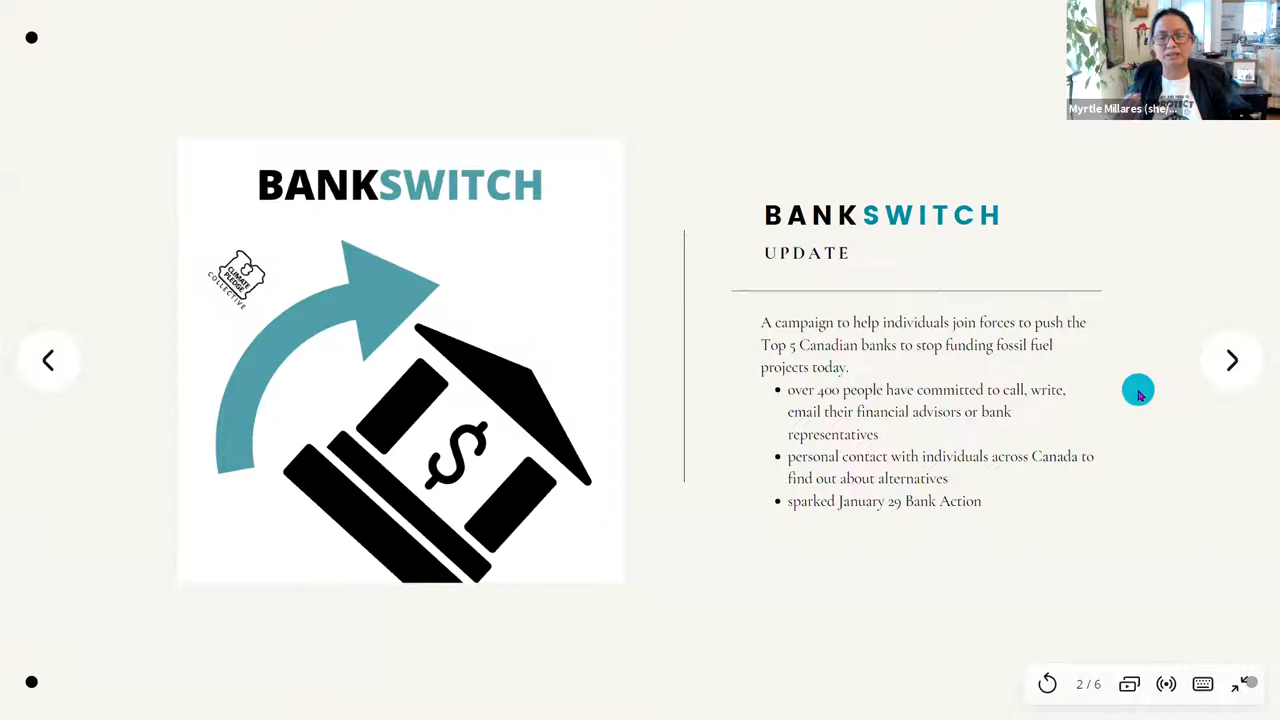 Myrtle Millares (she/...
BANKSWITCH
CLIMATE
PLEDGE
COLLECTIVE
$
BANKSWITCH
UPDATE
A campaign to help individuals join forces to push the
Top 5 Canadian banks to stop funding fossil fuel
projects today.
• over 400 people have committed to call, write,
email their financial advisors or bank
representatives
• personal contact with individuals across Canada to
find out about alternatives
• sparked January 29 Bank Action
2 / 6